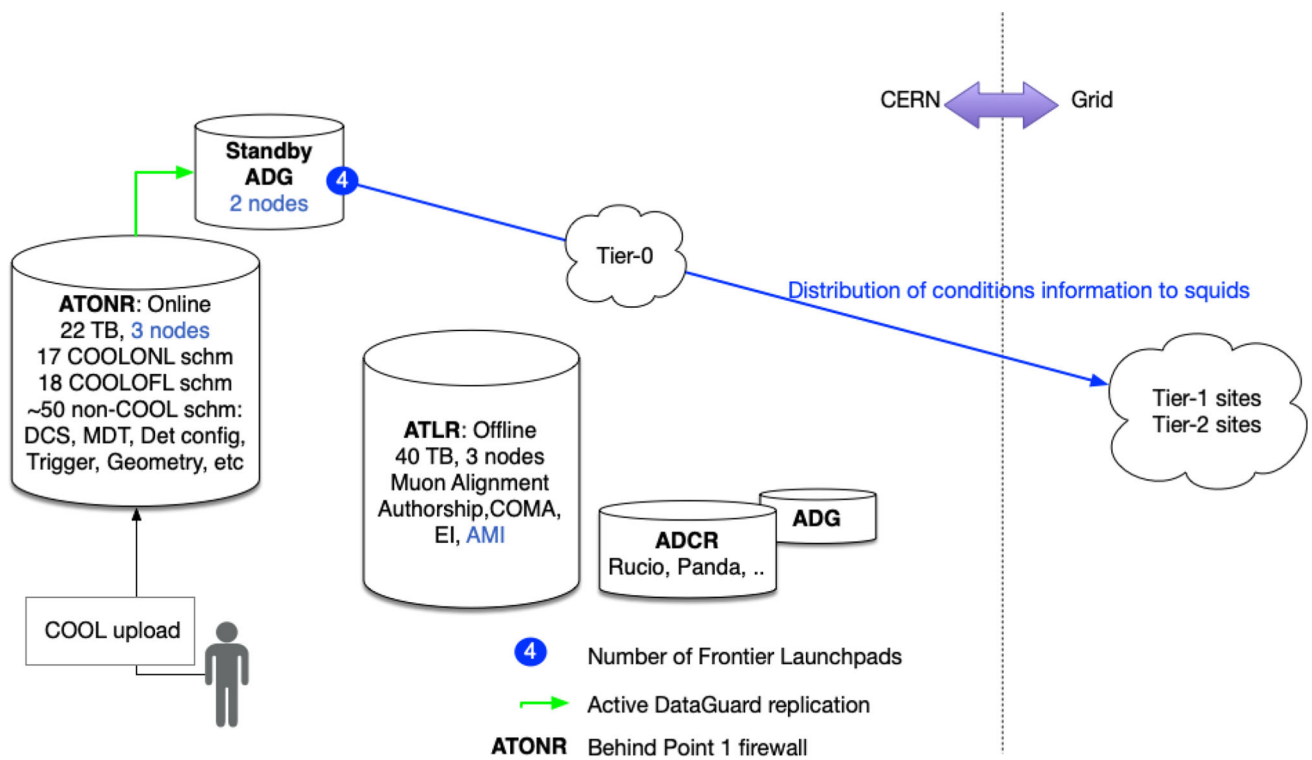 CERN
Grid
Standby
ADG
2 nodes
4
Tier-0
Distribution of conditions information to squids
ATONR: Online
22 TB, 3 nodes
17 COOLONL schm
18 COOLOFL schm
~50 non-COOL schm:
DCS, MDT, Det config,
Trigger, Geometry, etc
Tier-1 sites
Tier-2 sites
ATLR: Offline
40 TB, 3 nodes
Muon Alignment
Authorship,COMA,
EI, AMI
ADG
ADCR
Rucio, Panda, ..
COOL upload
4 Number of Frontier Launchpads
Active DataGuard replication
ATONR Behind Point 1 firewall